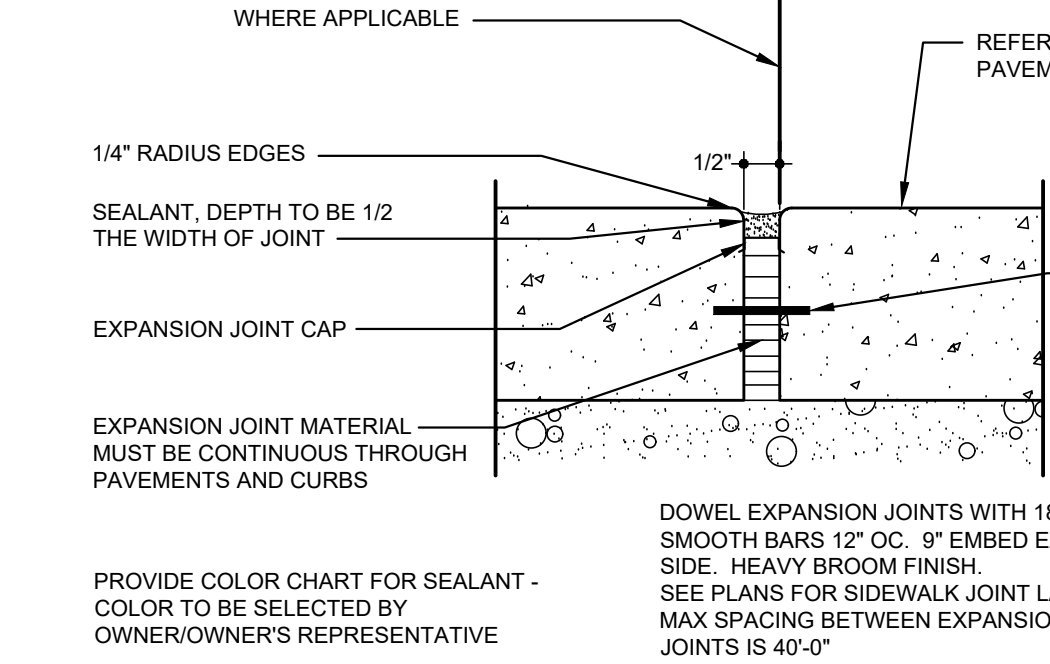 WHERE APPLICABLE
REFER
1/2"
1/4" RADIUS EDGES
SEALANT, DEPTH TO BE 1/2
THE WIDTH OF JOINT
EXPANSION JOINT CAP
EXPANSION JOINT MATERIAL
MUST BE CONTINUOUS THROUGH
PAVEMENTS AND CURBS
DOWEL EXPANSION JOINTS WITH
SMOOTH BARS 12" OC. 9" EMBED
SIDE. HEAVY BROOM FINISH.
SEE PLANS FOR SIDEWALK JOINT
MAX SPACING BETWEEN
JOINTS IS 40'-0"
PROVIDE COLOR CHART FOR SEALANT -
COLOR TO BE SELECTED BY
OWNER/OWNER'S REPRESENTATIVE